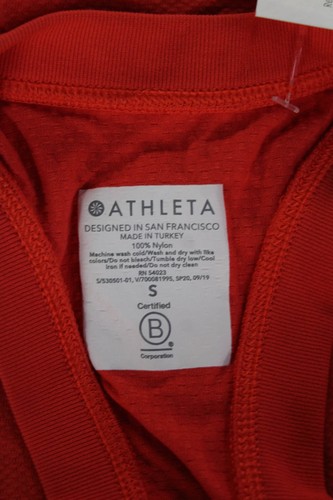 ATHLETA
DESIGNED IN SAN FRANCISCO
MADE IN TURKEY
100% Nylon
Machine wash cold/Wash and dry with like
colors/Do not bleach/Tumble dry low/Cool
iron if needed/Do not dry clean
RN 54023
S/530501-01, V/700081995, SP20, 09/19
S
Certified
B
Corporation